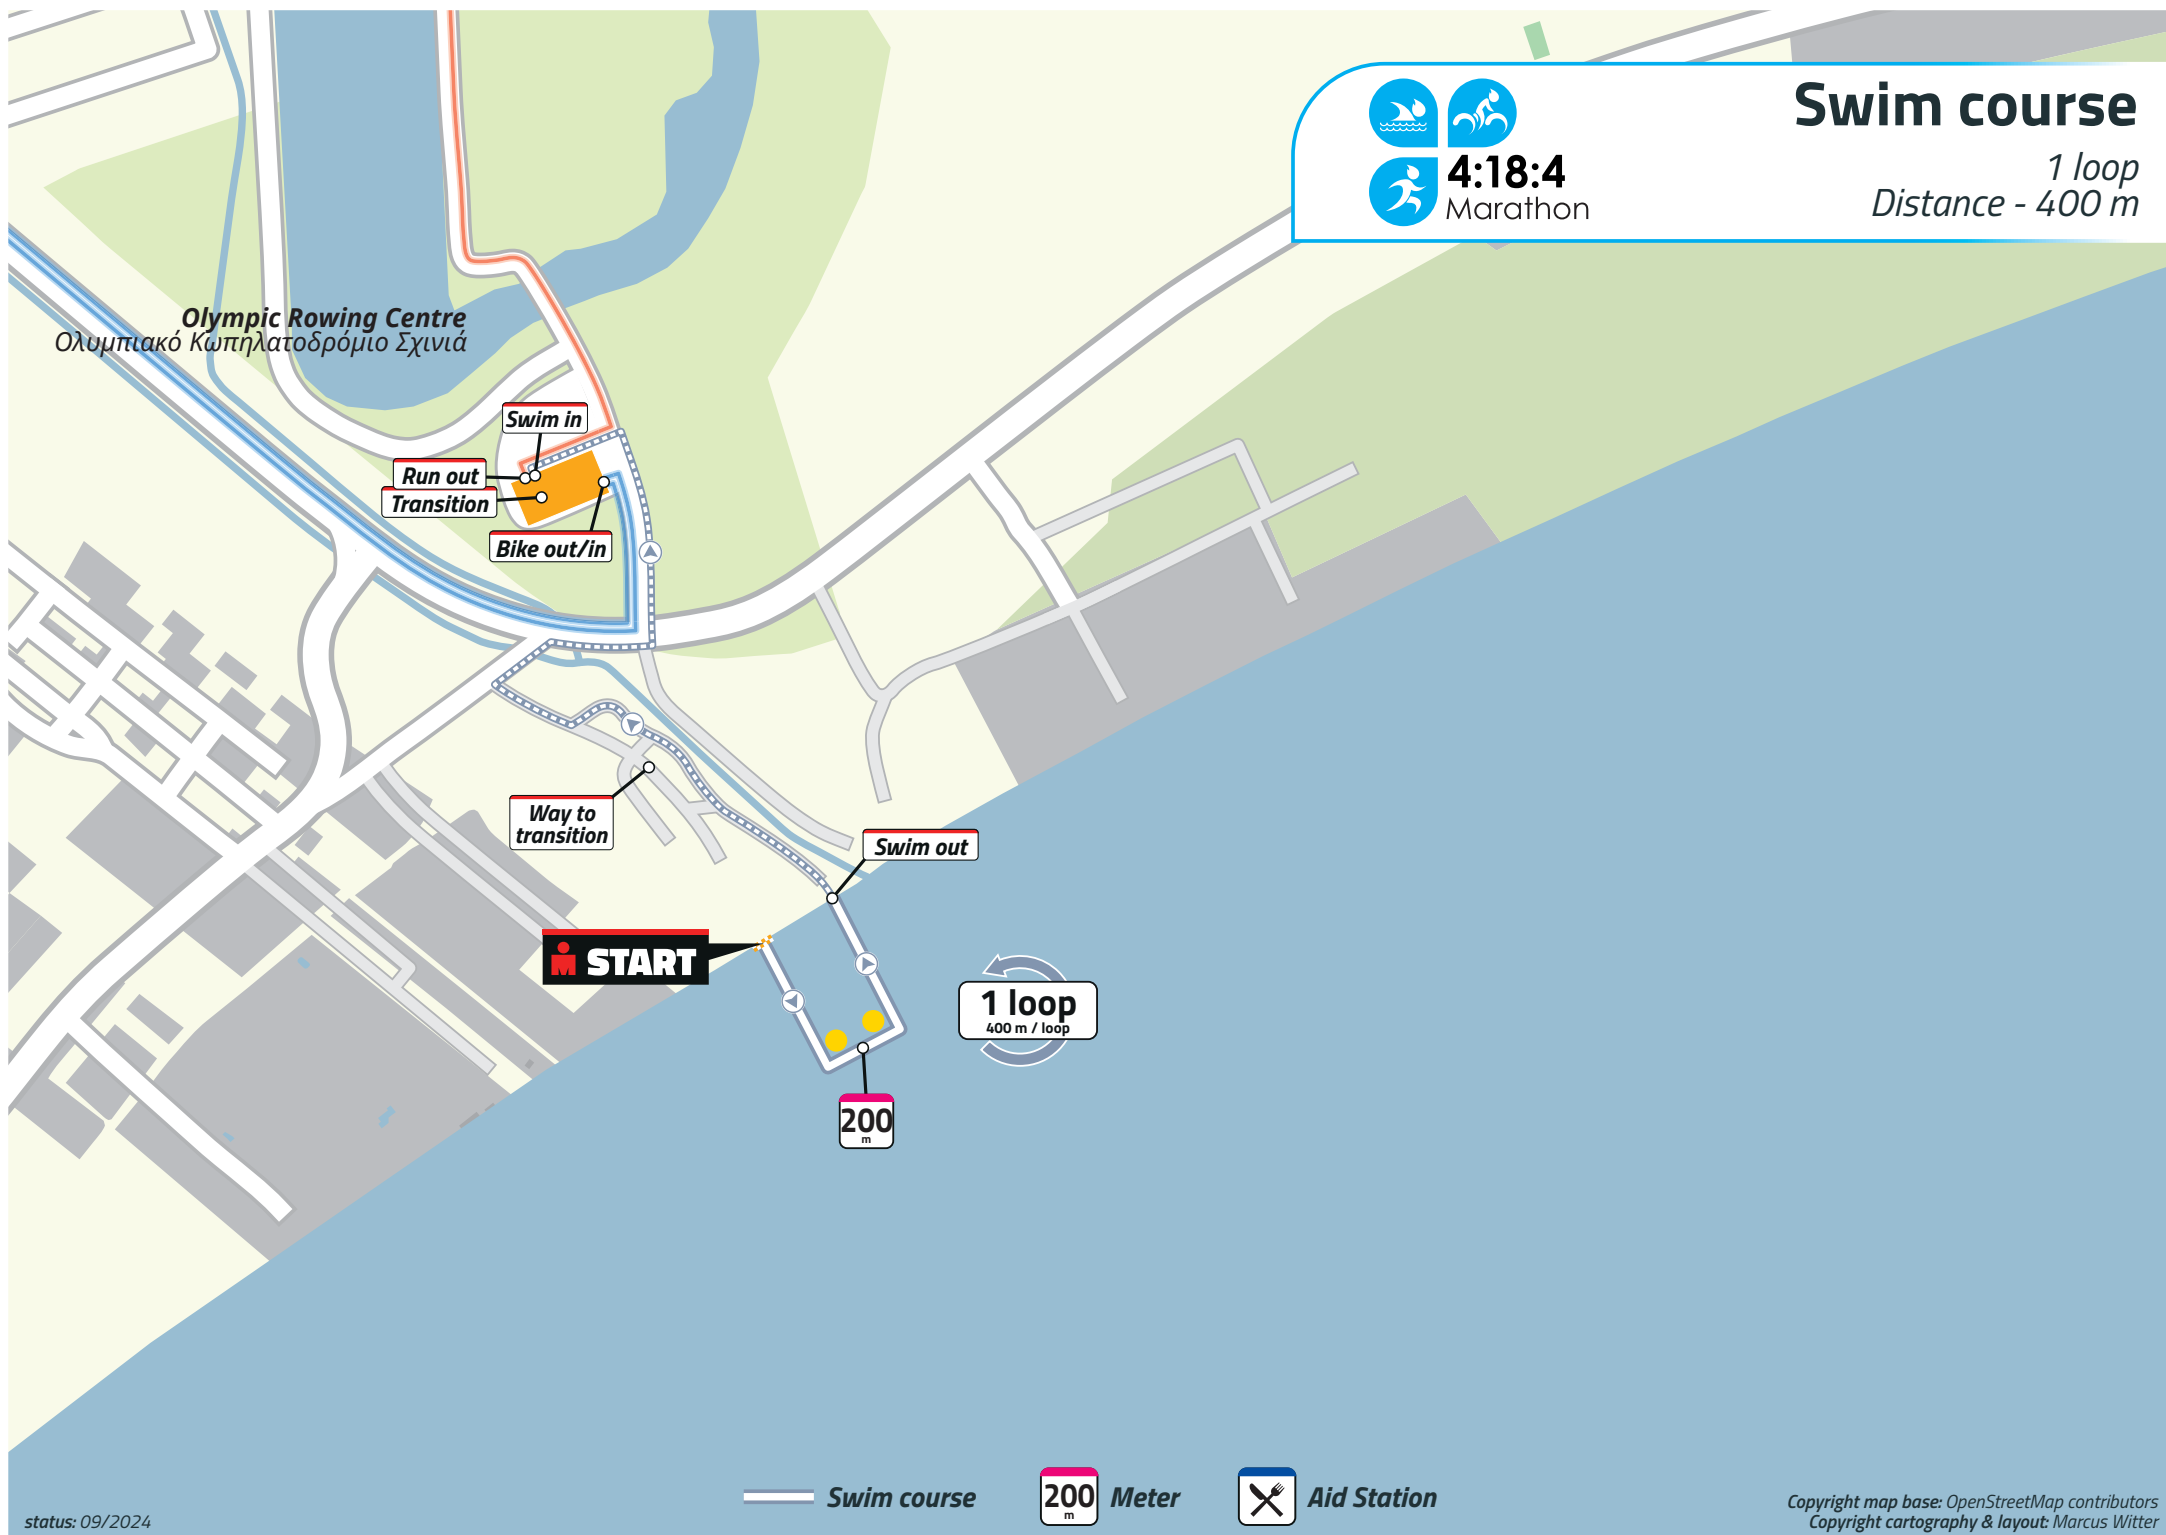 Swim course
1 loop
Distance - 400 m
4:18:4
Marathon
Olympic Rowing Centre
Ολυμπιακό Κωπηλατοδρόμιο Σχινιά
Swim in
Run out
Transition
Bike out/in
Way to
transition
Swim out
START
1 loop
400 m / loop
200
m
Swim course
200
m
Meter
Aid Station
status: 09/2024
Copyright map base: OpenStreetMap contributors
Copyright cartography & layout: Marcus Witter